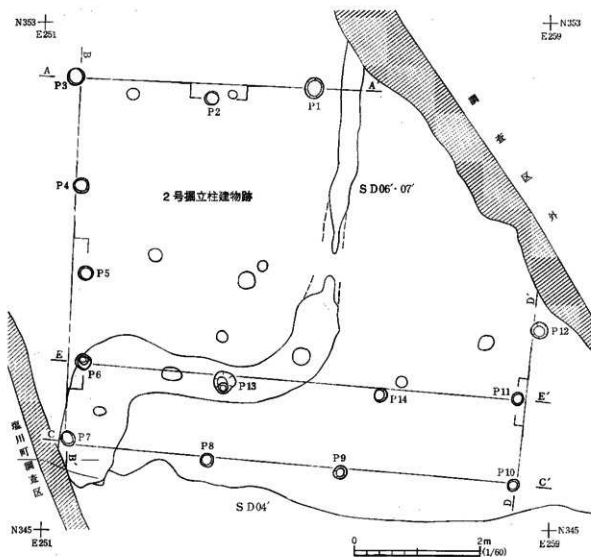 N353
E251
N353
E259
B
A
A'
P3
P2
P1
P4
2号掘立柱建物跡
SD06'・07'
調査区外
P5
D'
P12
E
P6
P13
P14
P11
E'
C
P7
B'
P8
P9
P10
C'
D
塩川町調査区
SD04'
N345
E251
N345
E259
0
2m
(1/60)